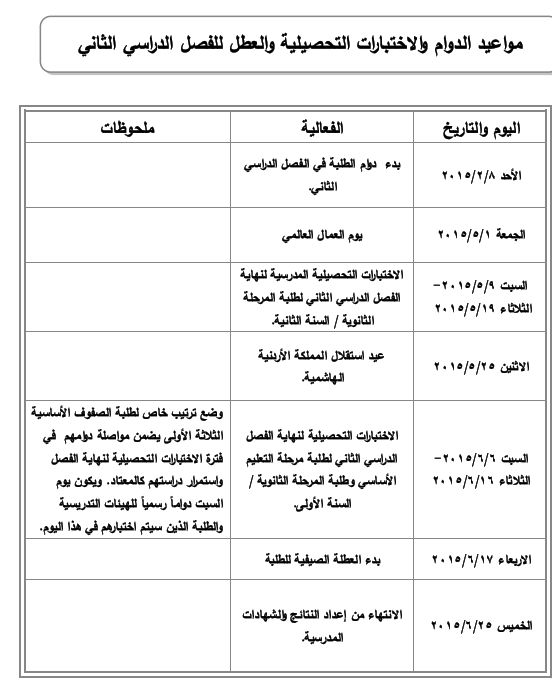 مواعيد الدوام والاختبارات التحصيلية والعطل للفصل الدراسي الثاني
اليوم والتاريخ
الفعالية
ملحوظات
الأحد ٢٠١٥/٢/٨
بدء دوام الطلبة في الفصل الدراسي
الثاني.
الجمعة ٢٠١٥/٥/١
يوم العمال العالمي
السبت ٢٠١٥/٥/٩–
الثلاثاء ٢٠١٥/٥/١٩
الاختبارات التحصيلية المدرسية لنهاية
الفصل الدراسي الثاني لطلبة المرحلة
الثانوية / السنة الثانية.
الاثنين ٢٠١٥/٥/٢٥
عيد استقلال المملكة الأردنية
الهاشمية.
السبت ٢٠١٥/٦/٦–
الثلاثاء ٢٠١٥/٦/١٦
الاختبارات التحصيلية لنهاية الفصل
الدراسي الثاني لطلبة مرحلة التعليم
الأساسي وطلبة المرحلة الثانوية /
السنة الأولى.
وضع ترتيب خاص لطلبة الصفوف الأساسية
الثلاثة الأولى يضمن مواصلة دوامهم في
فترة الاختبارات التحصيلية لنهاية الفصل
واستمرار دراستهم كالمعتاد. ويكون يوم
السبت دواماً رسمياً للهيئات التدريسية
والطلبة الذين سيتم اختبارهم في هذا اليوم.
الاربعاء ٢٠١٥/٦/١٧
بدء العطلة الصيفية للطلبة
الخميس ٢٠١٥/٦/٢٥
الانتهاء من إعداد النتائج والشهادات
المدرسية.